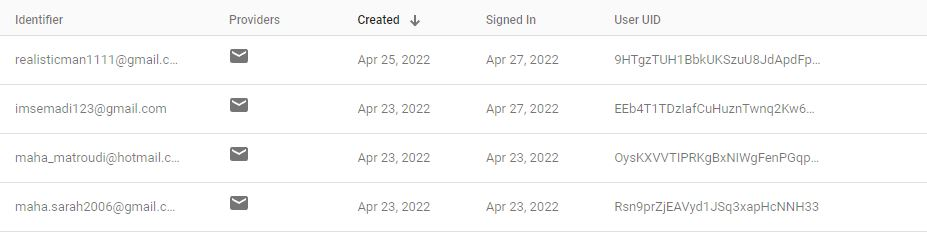 Identifier Providers Created Signed In User UID
realisticman1111@gmail.c... Apr 25, 2022 Apr 27, 2022 9HTgzTUH1BbkUKSzuU8JdApdFp...
imsemadi123@gmail.com Apr 23, 2022 Apr 27, 2022 EEb4T1TDzIafCuHuznTwnq2Kw6...
maha_matroudi@hotmail.c... Apr 23, 2022 Apr 23, 2022 OysKXVVTIPRKgBxNIWgFenPGqp...
maha.sarah2006@gmail.c... Apr 23, 2022 Apr 23, 2022 Rsn9prZjEAVyd1JSq3xapHcNNH33